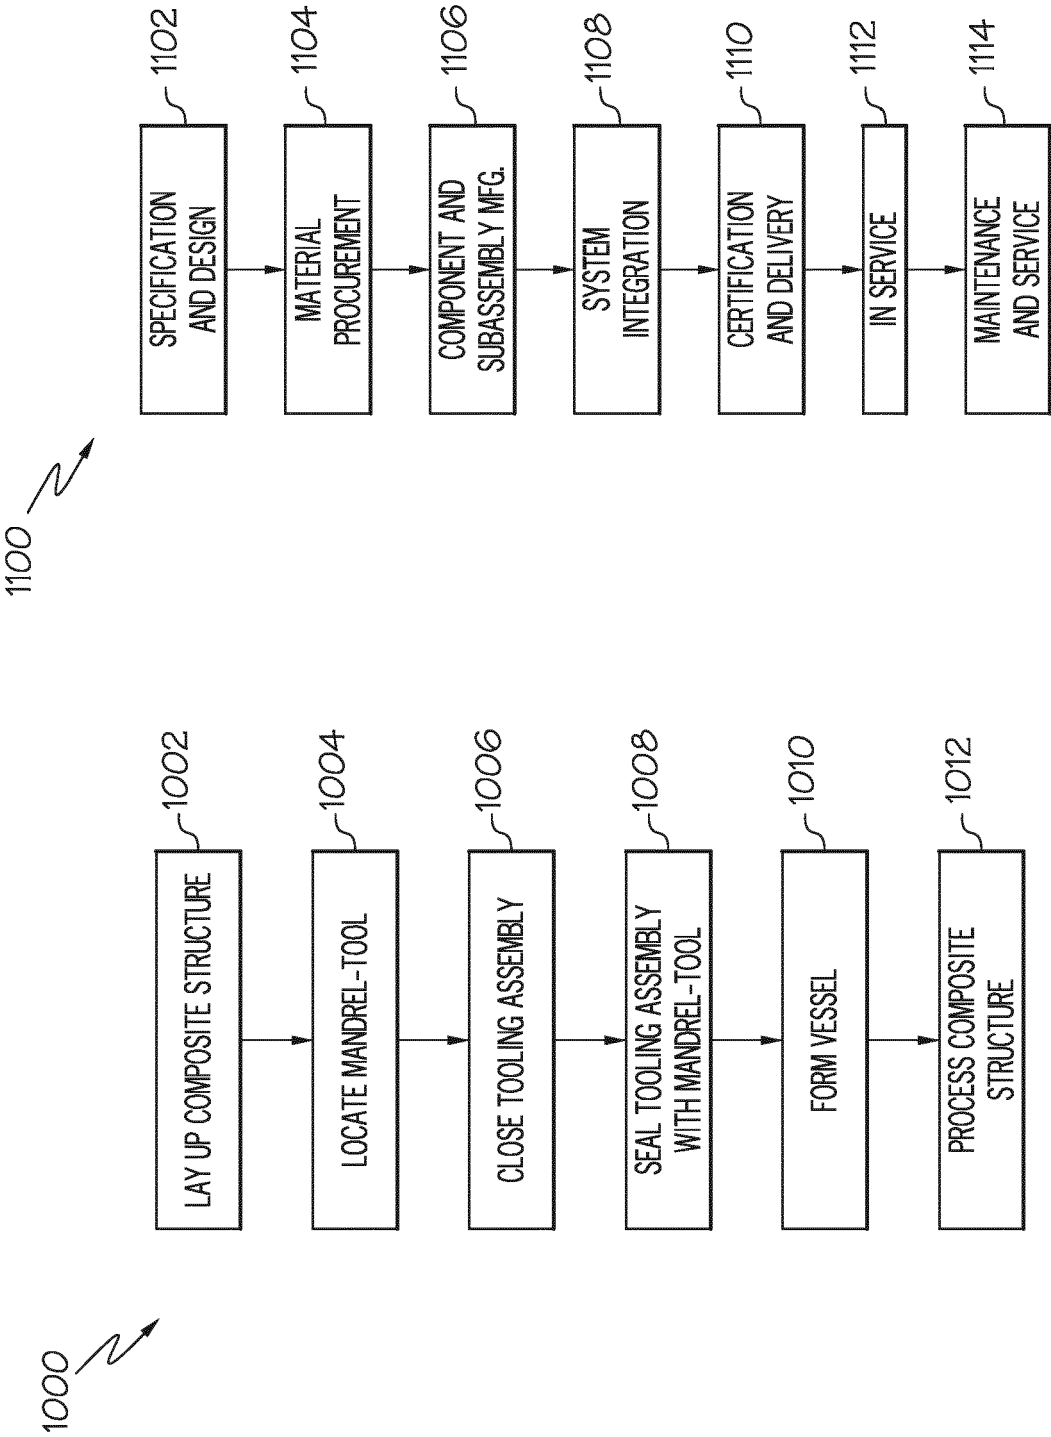 1000
LAY UP COMPOSITE STRUCTURE
1002
LOCATE MANDREL-TOOL
1004
CLOSE TOOLING ASSEMBLY
1006
SEAL TOOLING ASSEMBLY
WITH MANDREL-TOOL
1008
FORM VESSEL
1010
PROCESS COMPOSITE
STRUCTURE
1012
1100
SPECIFICATION
AND DESIGN
1102
MATERIAL
PROCUREMENT
1104
COMPONENT AND
SUBASSEMBLY MFG.
1106
SYSTEM
INTEGRATION
1108
CERTIFICATION
AND DELIVERY
1110
IN SERVICE
1112
MAINTENANCE
AND SERVICE
1114